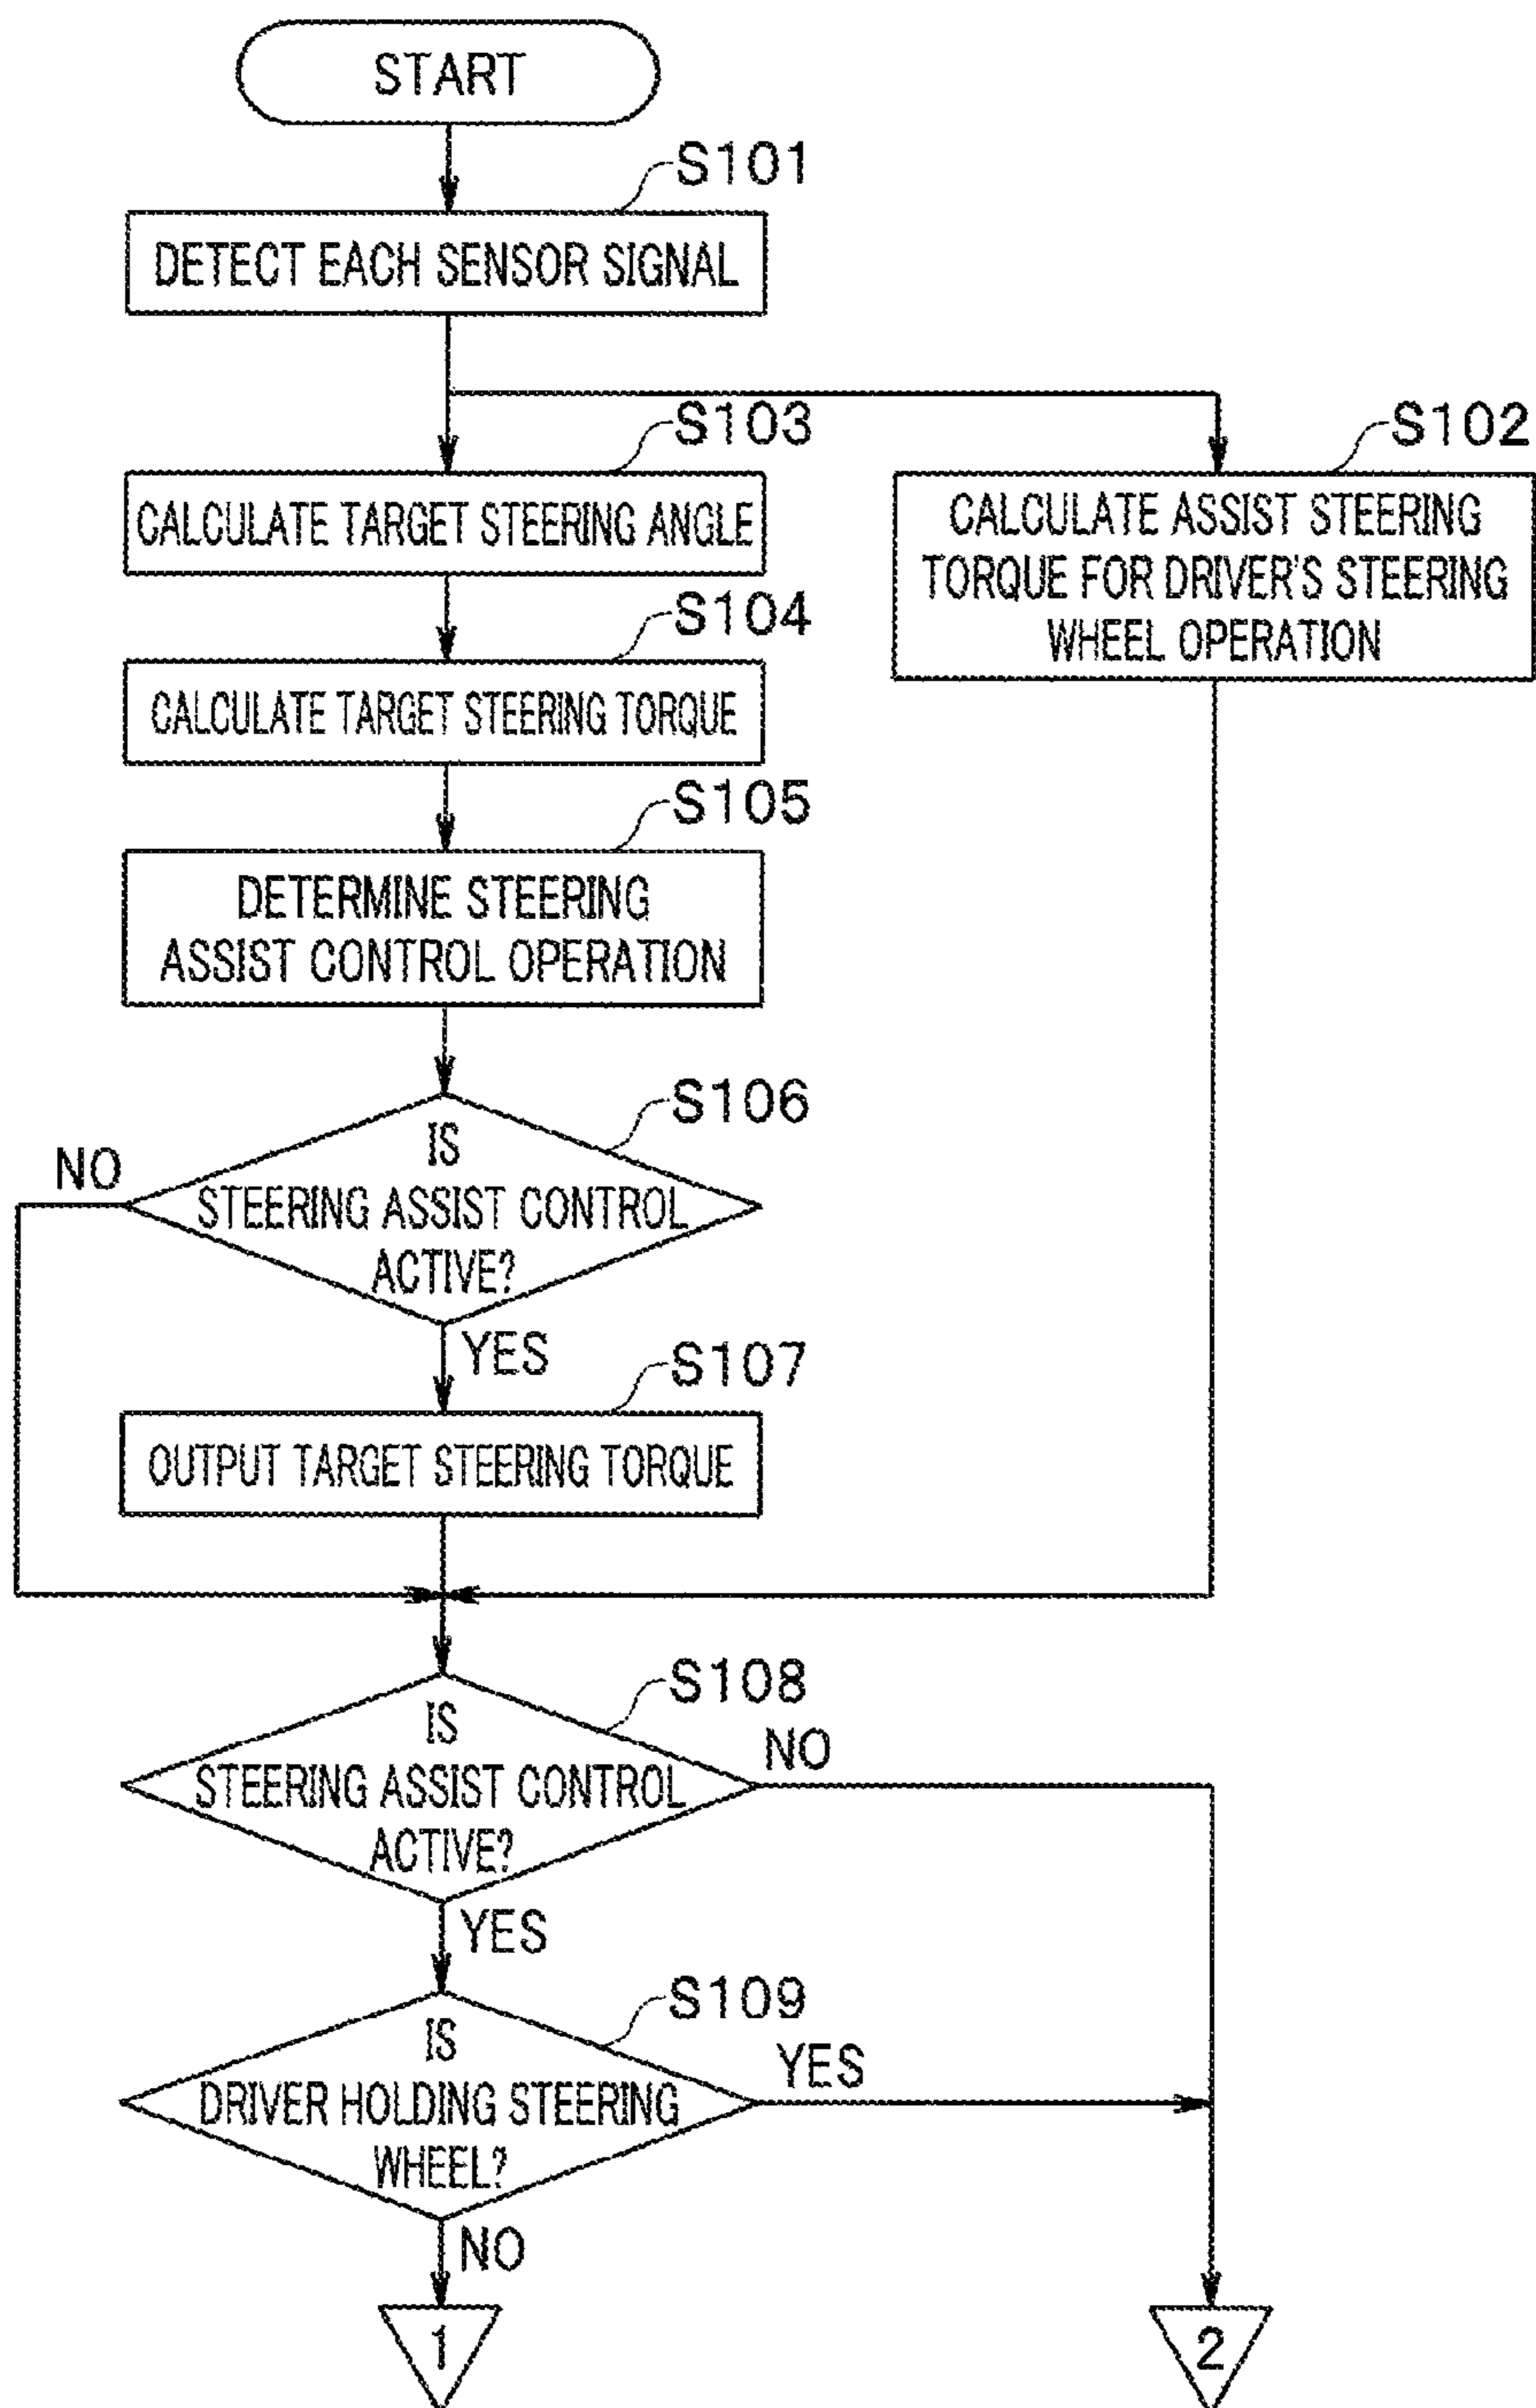 START
S101
DETECT EACH SENSOR SIGNAL
S103
CALCULATE TARGET STEERING ANGLE
S102
CALCULATE ASSIST STEERING
TORQUE FOR DRIVER'S STEERING
WHEEL OPERATION
S104
CALCULATE TARGET STEERING TORQUE
S105
DETERMINE STEERING
ASSIST CONTROL OPERATION
S106
IS
STEERING ASSIST CONTROL
ACTIVE?
NO
YES
S107
OUTPUT TARGET STEERING TORQUE
S108
IS
STEERING ASSIST CONTROL
ACTIVE?
NO
YES
S109
IS
DRIVER HOLDING STEERING
WHEEL?
YES
NO
1
2